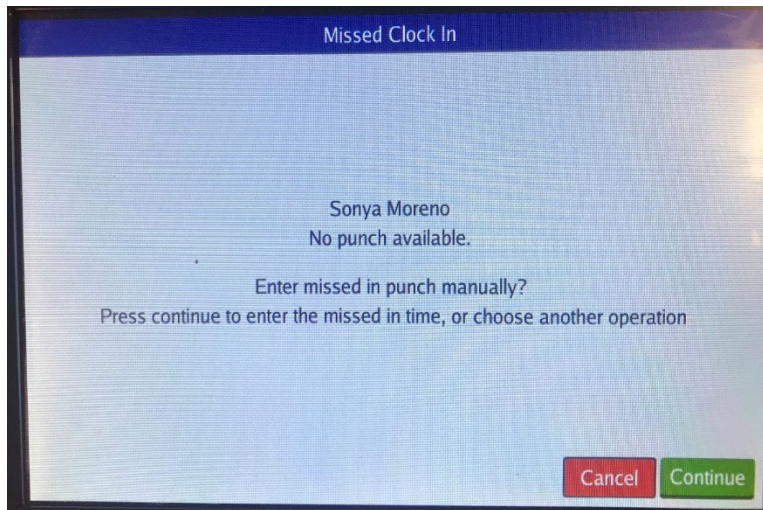 Missed Clock In
Sonya Moreno
No punch available.
Enter missed in punch manually?
Press continue to enter the missed in time, or choose another operation
Cancel
Continue